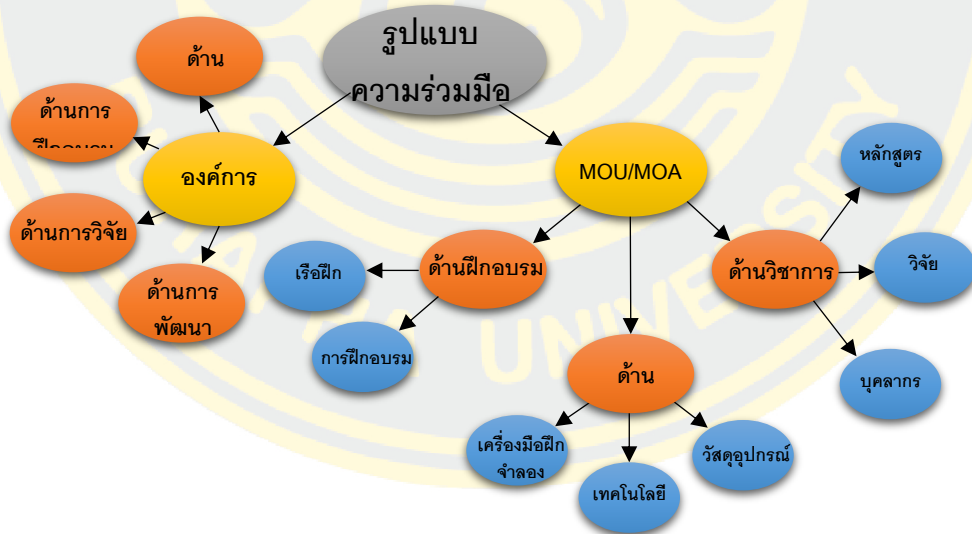 รูปแบบ
ความร่วมมือ
ด้าน
ด้านการ
องค์การ
MOU/MOA
หลักสูตร
ด้านการวิจัย
ด้านการ
พัฒนา
เรือฝึก
ด้านฝึกอบรม
ด้านวิชาการ
วิจัย
การฝึกอบรม
ด้าน
บุคลากร
เครื่องมือฝึก
จำลอง
เทคโนโลยี
วัสดุอุปกรณ์
UNIVERSITY